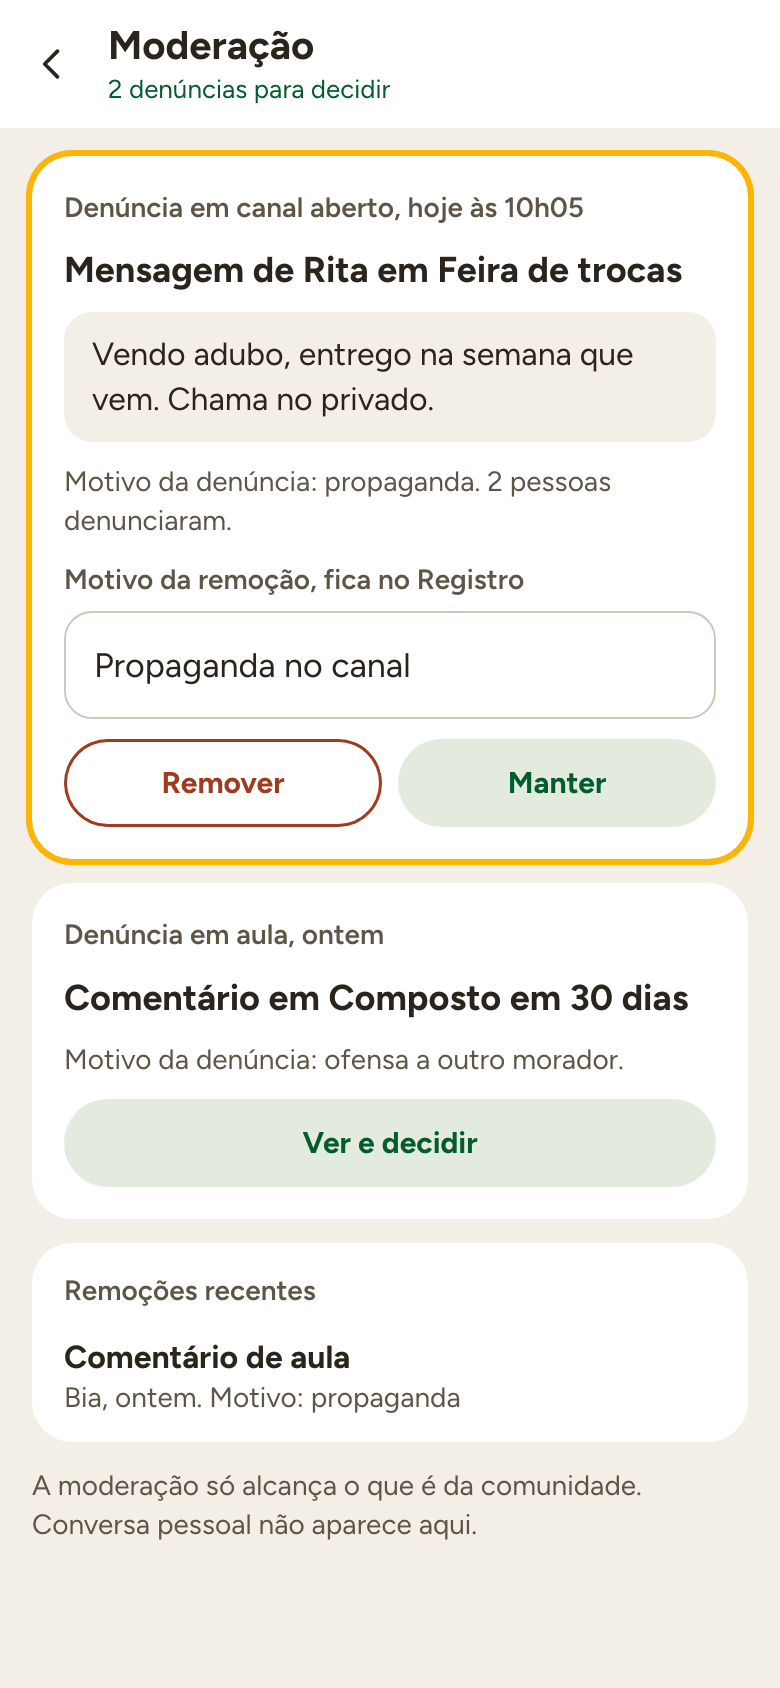 Moderação
2 denúncias para decidir
Denúncia em canal aberto, hoje às 10h05
Mensagem de Rita em Feira de trocas
Vendo adubo, entrego na semana que
vem. Chama no privado.
Motivo da denúncia: propaganda. 2 pessoas
denunciaram.
Motivo da remoção, fica no Registro
Propaganda no canal
Remover
Manter
Denúncia em aula, ontem
Comentário em Composto em 30 dias
Motivo da denúncia: ofensa a outro morador.
Ver e decidir
Remoções recentes
Comentário de aula
Bia, ontem. Motivo: propaganda
A moderação só alcança o que é da comunidade.
Conversa pessoal não aparece aqui.